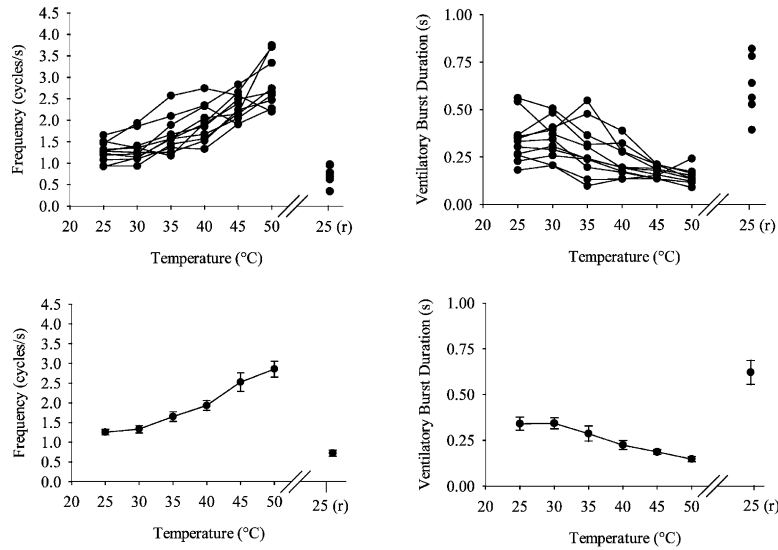 4.5
4.0
3.5
3.0
2.5
2.0
1.5
1.0
0.5
0.0
Frequency (cycles/s)
20 25 30 35 40 45 50 25 (r)
Temperature (°C)
1.00
0.75
0.50
0.25
0.00
Ventilatory Burst Duration (s)
20 25 30 35 40 45 50 25 (r)
Temperature (°C)
4.5
4.0
3.5
3.0
2.5
2.0
1.5
1.0
0.5
0.0
Frequency (cycles/s)
20 25 30 35 40 45 50 25 (r)
Temperature (°C)
1.00
0.75
0.50
0.25
0.00
Ventilatory Burst Duration (s)
20 25 30 35 40 45 50 25 (r)
Temperature (°C)